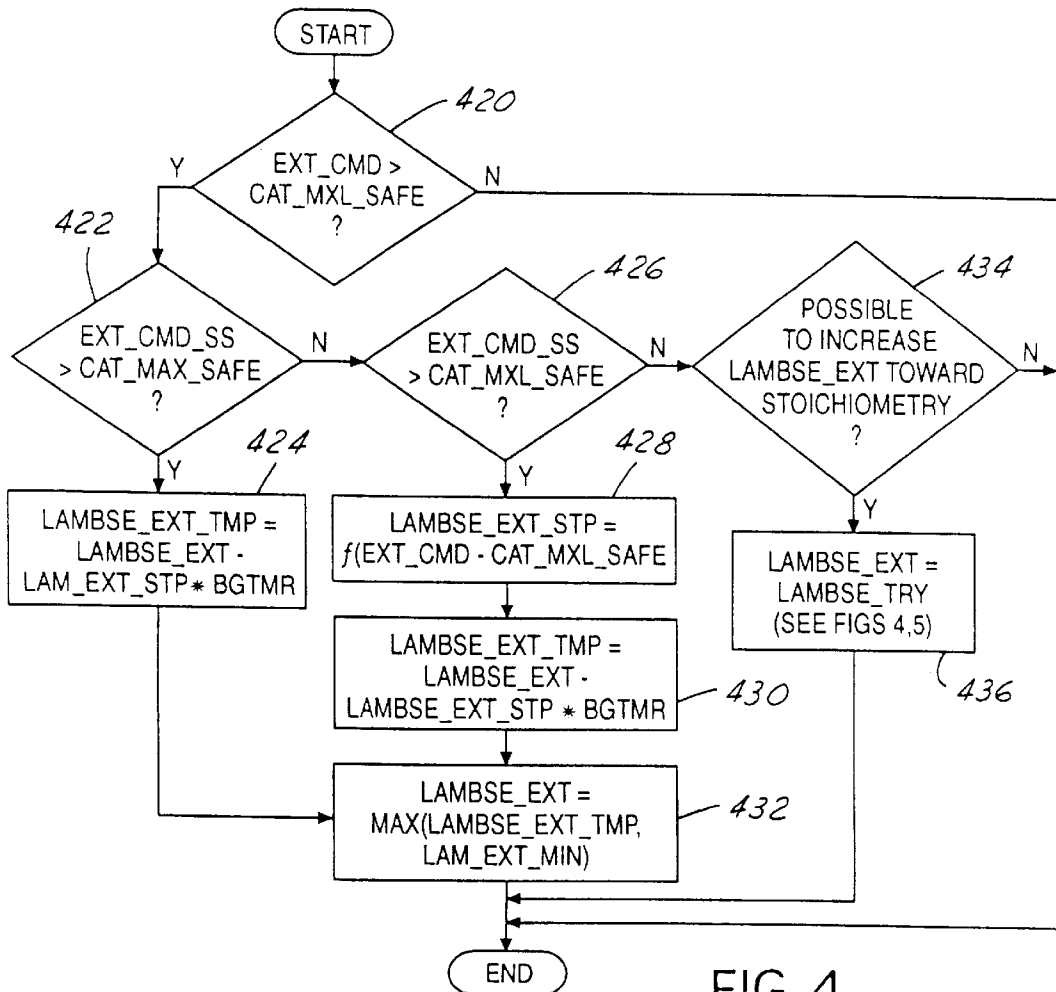 START
420
EXT_CMD >
CAT_MXL_SAFE
?
Y
N
422
EXT_CMD_SS
> CAT_MAX_SAFE
?
N
Y
426
EXT_CMD_SS
> CAT_MXL_SAFE
?
N
Y
434
POSSIBLE
TO INCREASE
LAMBSE_EXT TOWARD
STOICHIOMETRY
?
N
Y
424
LAMBSE_EXT_TMP =
LAMBSE_EXT -
LAM_EXT_STP * BGTMR
428
LAMBSE_EXT_STP =
f(EXT_CMD - CAT_MXL_SAFE
LAMBSE_EXT =
LAMBSE_TRY
(SEE FIGS 4,5)
436
LAMBSE_EXT_TMP =
LAMBSE_EXT -
LAMBSE_EXT_STP * BGTMR
430
LAMBSE_EXT =
MAX(LAMBSE_EXT_TMP,
LAM_EXT_MIN)
432
END
FIG. 4